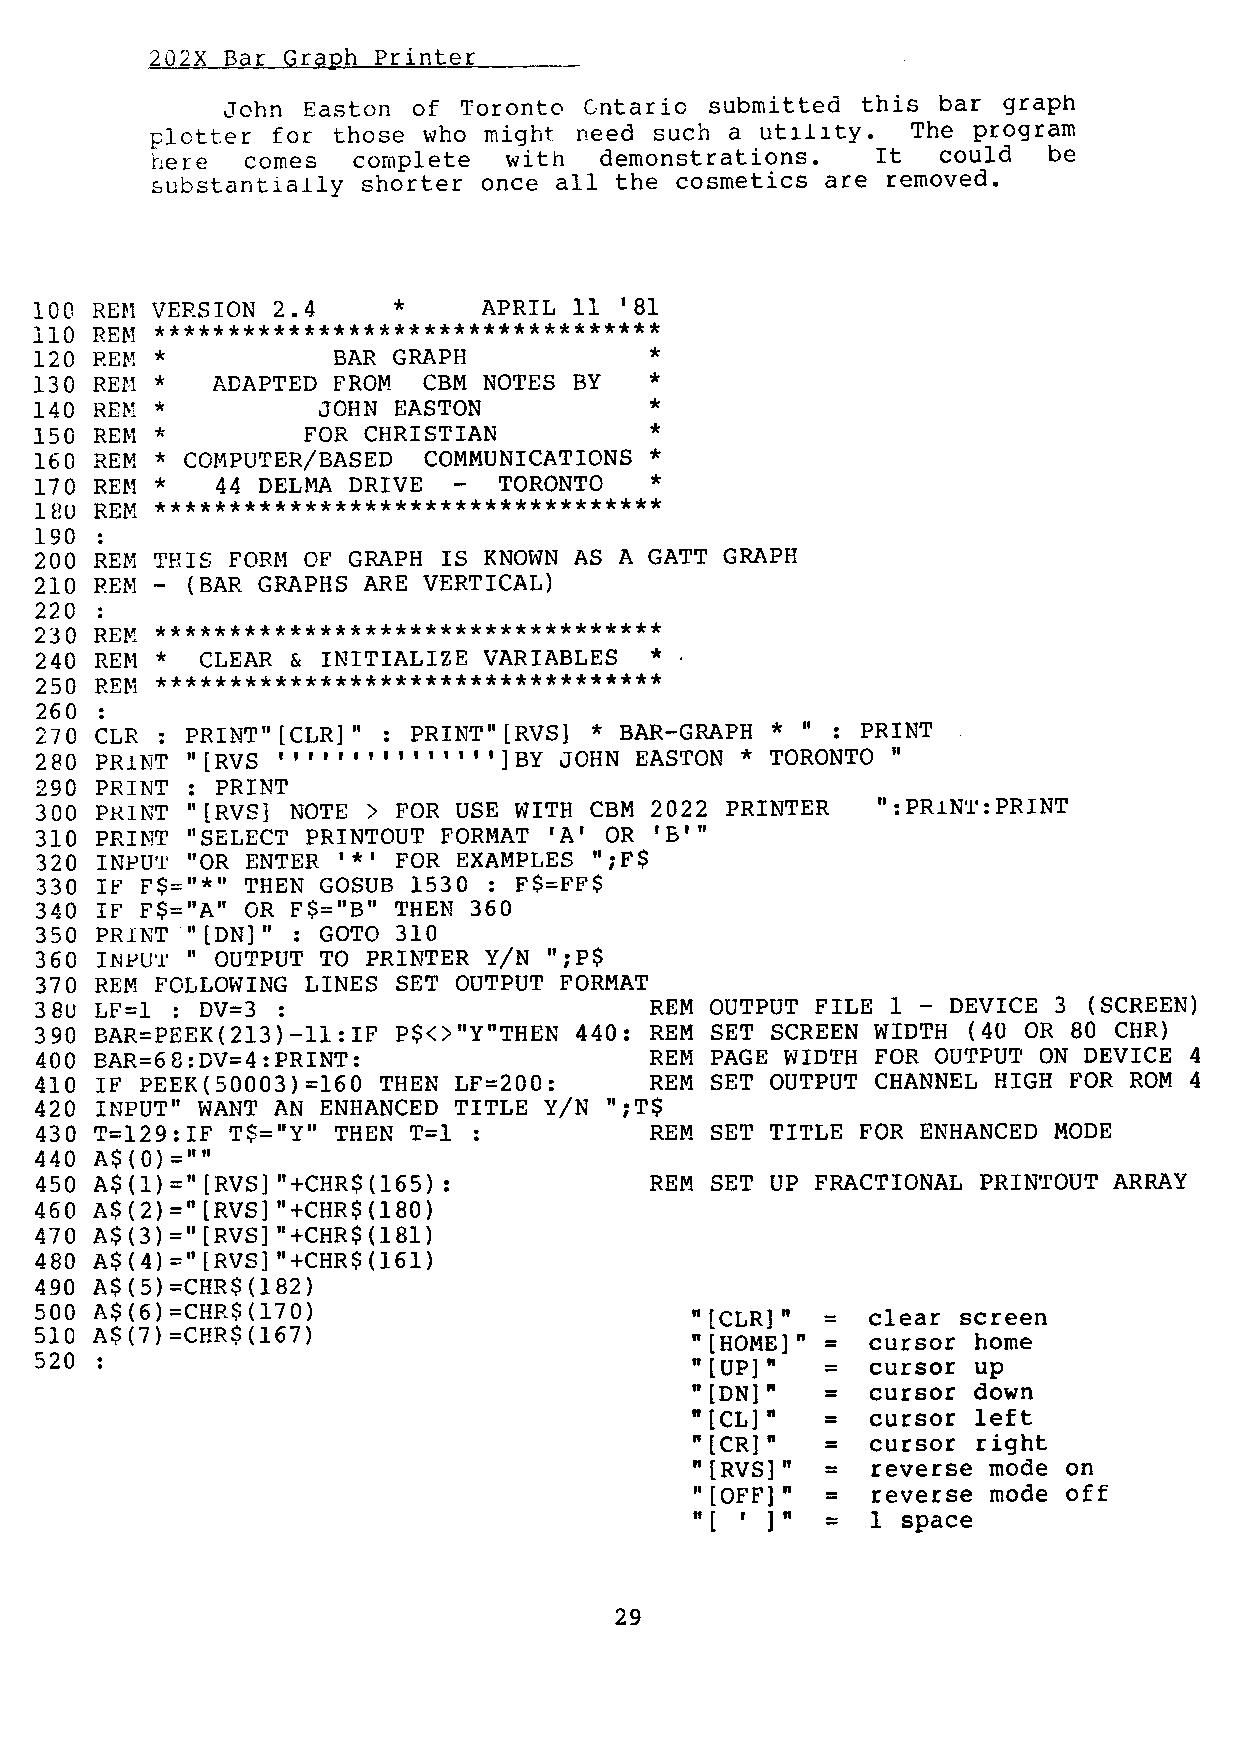 202X Bar Graph Printer
John Easton of Toronto Ontario submitted this bar graph
plotter for those who might need such a utility. The program
here comes complete with demonstrations. It could be
substantially shorter once all the cosmetics are removed.
100 REM VERSION 2.4     *     APRIL 11 '81
110 REM **********************************
120 REM *           BAR GRAPH            *
130 REM *   ADAPTED FROM  CBM NOTES BY   *
140 REM *          JOHN EASTON           *
150 REM *         FOR CHRISTIAN          *
160 REM * COMPUTER/BASED  COMMUNICATIONS *
170 REM *   44 DELMA DRIVE  -  TORONTO   *
180 REM **********************************
190 :
200 REM THIS FORM OF GRAPH IS KNOWN AS A GATT GRAPH
210 REM - (BAR GRAPHS ARE VERTICAL)
220 :
230 REM **********************************
240 REM *  CLEAR & INITIALIZE VARIABLES  *
250 REM **********************************
260 :
270 CLR : PRINT"[CLR]" : PRINT"[RVS] * BAR-GRAPH * " : PRINT
280 PRINT "[RVS ''''''''''''''']BY JOHN EASTON * TORONTO "
290 PRINT : PRINT
300 PRINT "[RVS] NOTE > FOR USE WITH CBM 2022 PRINTER   ":PRINT:PRINT
310 PRINT "SELECT PRINTOUT FORMAT 'A' OR 'B'"
320 INPUT "OR ENTER '*' FOR EXAMPLES ";F$
330 IF F$="*" THEN GOSUB 1530 : F$=FF$
340 IF F$="A" OR F$="B" THEN 360
350 PRINT "[DN]" : GOTO 310
360 INPUT " OUTPUT TO PRINTER Y/N ";P$
370 REM FOLLOWING LINES SET OUTPUT FORMAT
380 LF=1 : DV=3 :                        REM OUTPUT FILE 1 - DEVICE 3 (SCREEN)
390 BAR=PEEK(213)-11:IF P$<>"Y"THEN 440: REM SET SCREEN WIDTH (40 OR 80 CHR)
400 BAR=68:DV=4:PRINT:                   REM PAGE WIDTH FOR OUTPUT ON DEVICE 4
410 IF PEEK(50003)=160 THEN LF=200:      REM SET OUTPUT CHANNEL HIGH FOR ROM 4
420 INPUT" WANT AN ENHANCED TITLE Y/N ";T$
430 T=129:IF T$="Y" THEN T=1 :           REM SET TITLE FOR ENHANCED MODE
440 A$(0)=""
450 A$(1)="[RVS]"+CHR$(165):             REM SET UP FRACTIONAL PRINTOUT ARRAY
460 A$(2)="[RVS]"+CHR$(180)
470 A$(3)="[RVS]"+CHR$(181)
480 A$(4)="[RVS]"+CHR$(161)
490 A$(5)=CHR$(182)
500 A$(6)=CHR$(170)
510 A$(7)=CHR$(167)
520 :
"[CLR]"  =  clear screen
"[HOME]" =  cursor home
"[UP]"   =  cursor up
"[DN]"   =  cursor down
"[CL]"   =  cursor left
"[CR]"   =  cursor right
"[RVS]"  =  reverse mode on
"[OFF]"  =  reverse mode off
"[ ' ]"  =  1 space
29